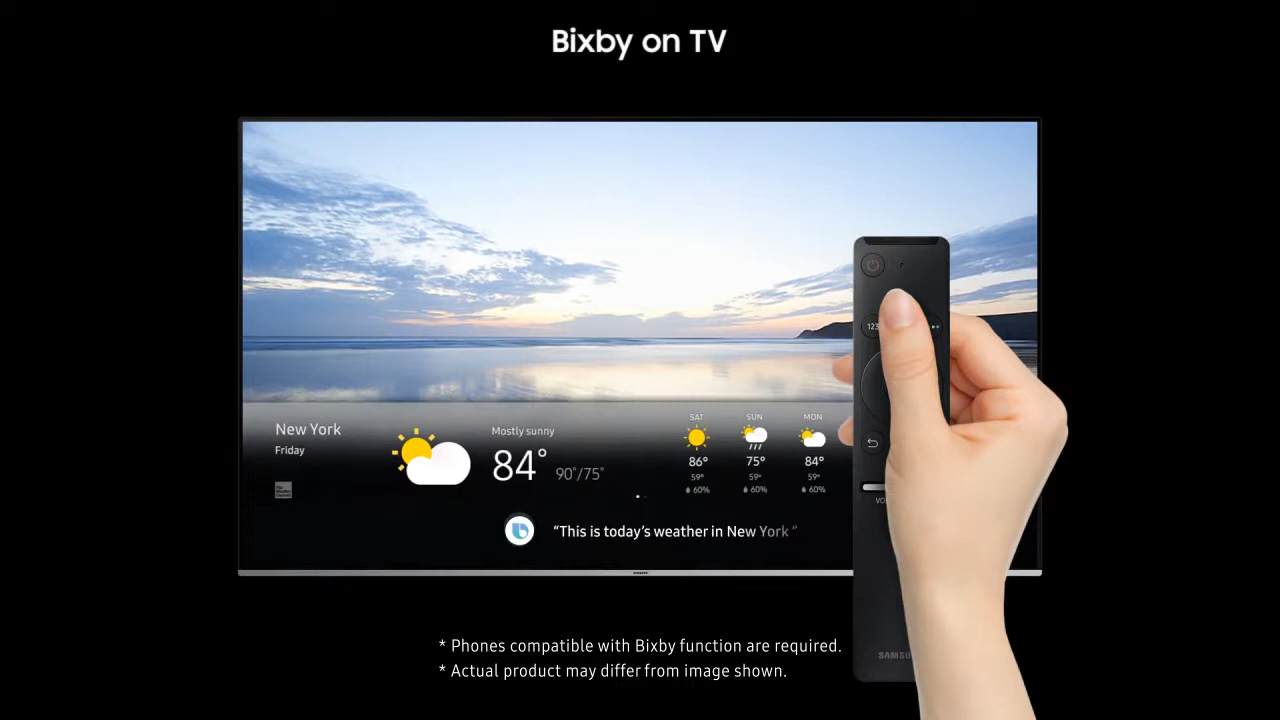 Bixby on TV
123
New York
Friday
Mostly sunny
84° 90°/75°
SAT SUN MON
86° 75° 84°
59° 59° 59°
60% 60% 60%
“This is today's weather in New York ”
* Phones compatible with Bixby function are required.
* Actual product may differ from image shown.